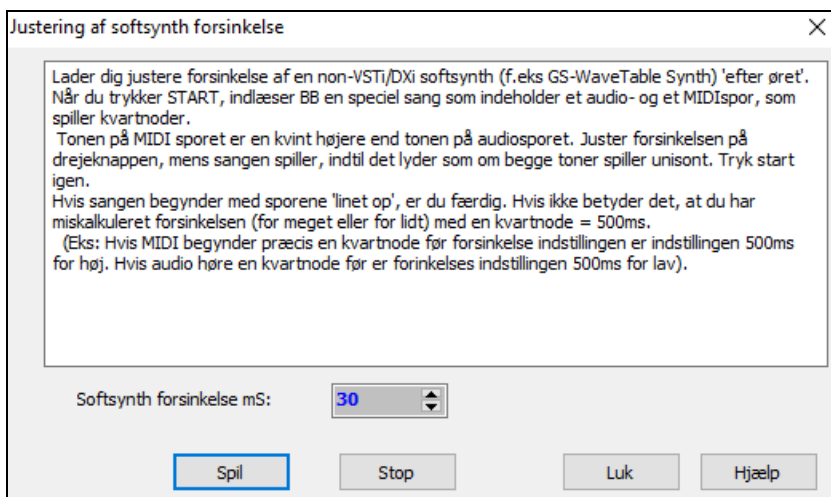 Justering af softsynth forsinkelse
Lader dig justere forsinkelse af en non-VSTi/DXi softsynth (f.eks GS-WaveTable Synth) 'efter øret'.
Når du trykker START, indlæser BB en speciel sang som indeholder et audio- og et MIDIspor, som
spiller kvartnoder.
Tonen på MIDI sporet er en kvint højere end tonen på audiosporet. Juster forsinkelsen på
drejeknappen, mens sangen spiller, indtil det lyder som om begge toner spiller unisont. Tryk start
igen.
Hvis sangen begynder med sporene 'linet op', er du færdig. Hvis ikke betyder det, at du har
miskalkuleret forsinkelsen (for meget eller for lidt) med en kvartnode = 500ms.
(Eks: Hvis MIDI begynder præcis en kvartnode før forsinkelse indstillingen er indstillingen 500ms
for høj. Hvis audio høre en kvartnode før er forinkelses indstillingen 500ms for lav).
Softsynth forsinkelse mS: 30
Spil Stop Luk Hjælp